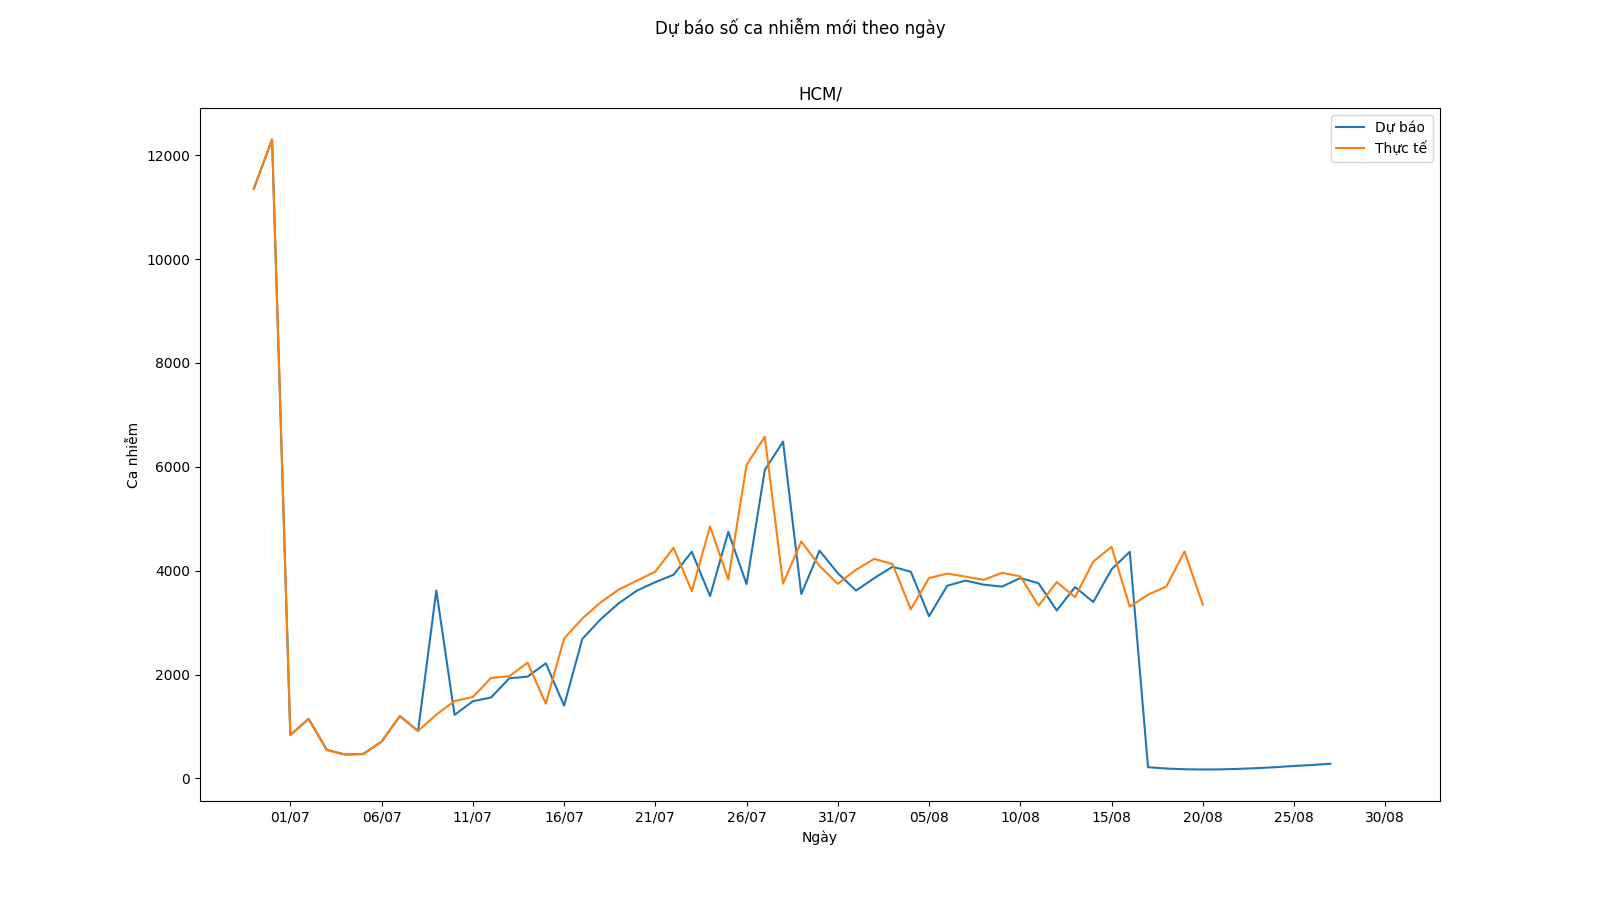 Dự báo số ca nhiễm mới theo ngày
HCM/
Dự báo
Thực tế
12000
10000
8000
6000
4000
2000
0
Ca nhiễm
01/07 06/07 11/07 16/07 21/07 26/07 31/07 05/08 10/08 15/08 20/08 25/08 30/08
Ngày